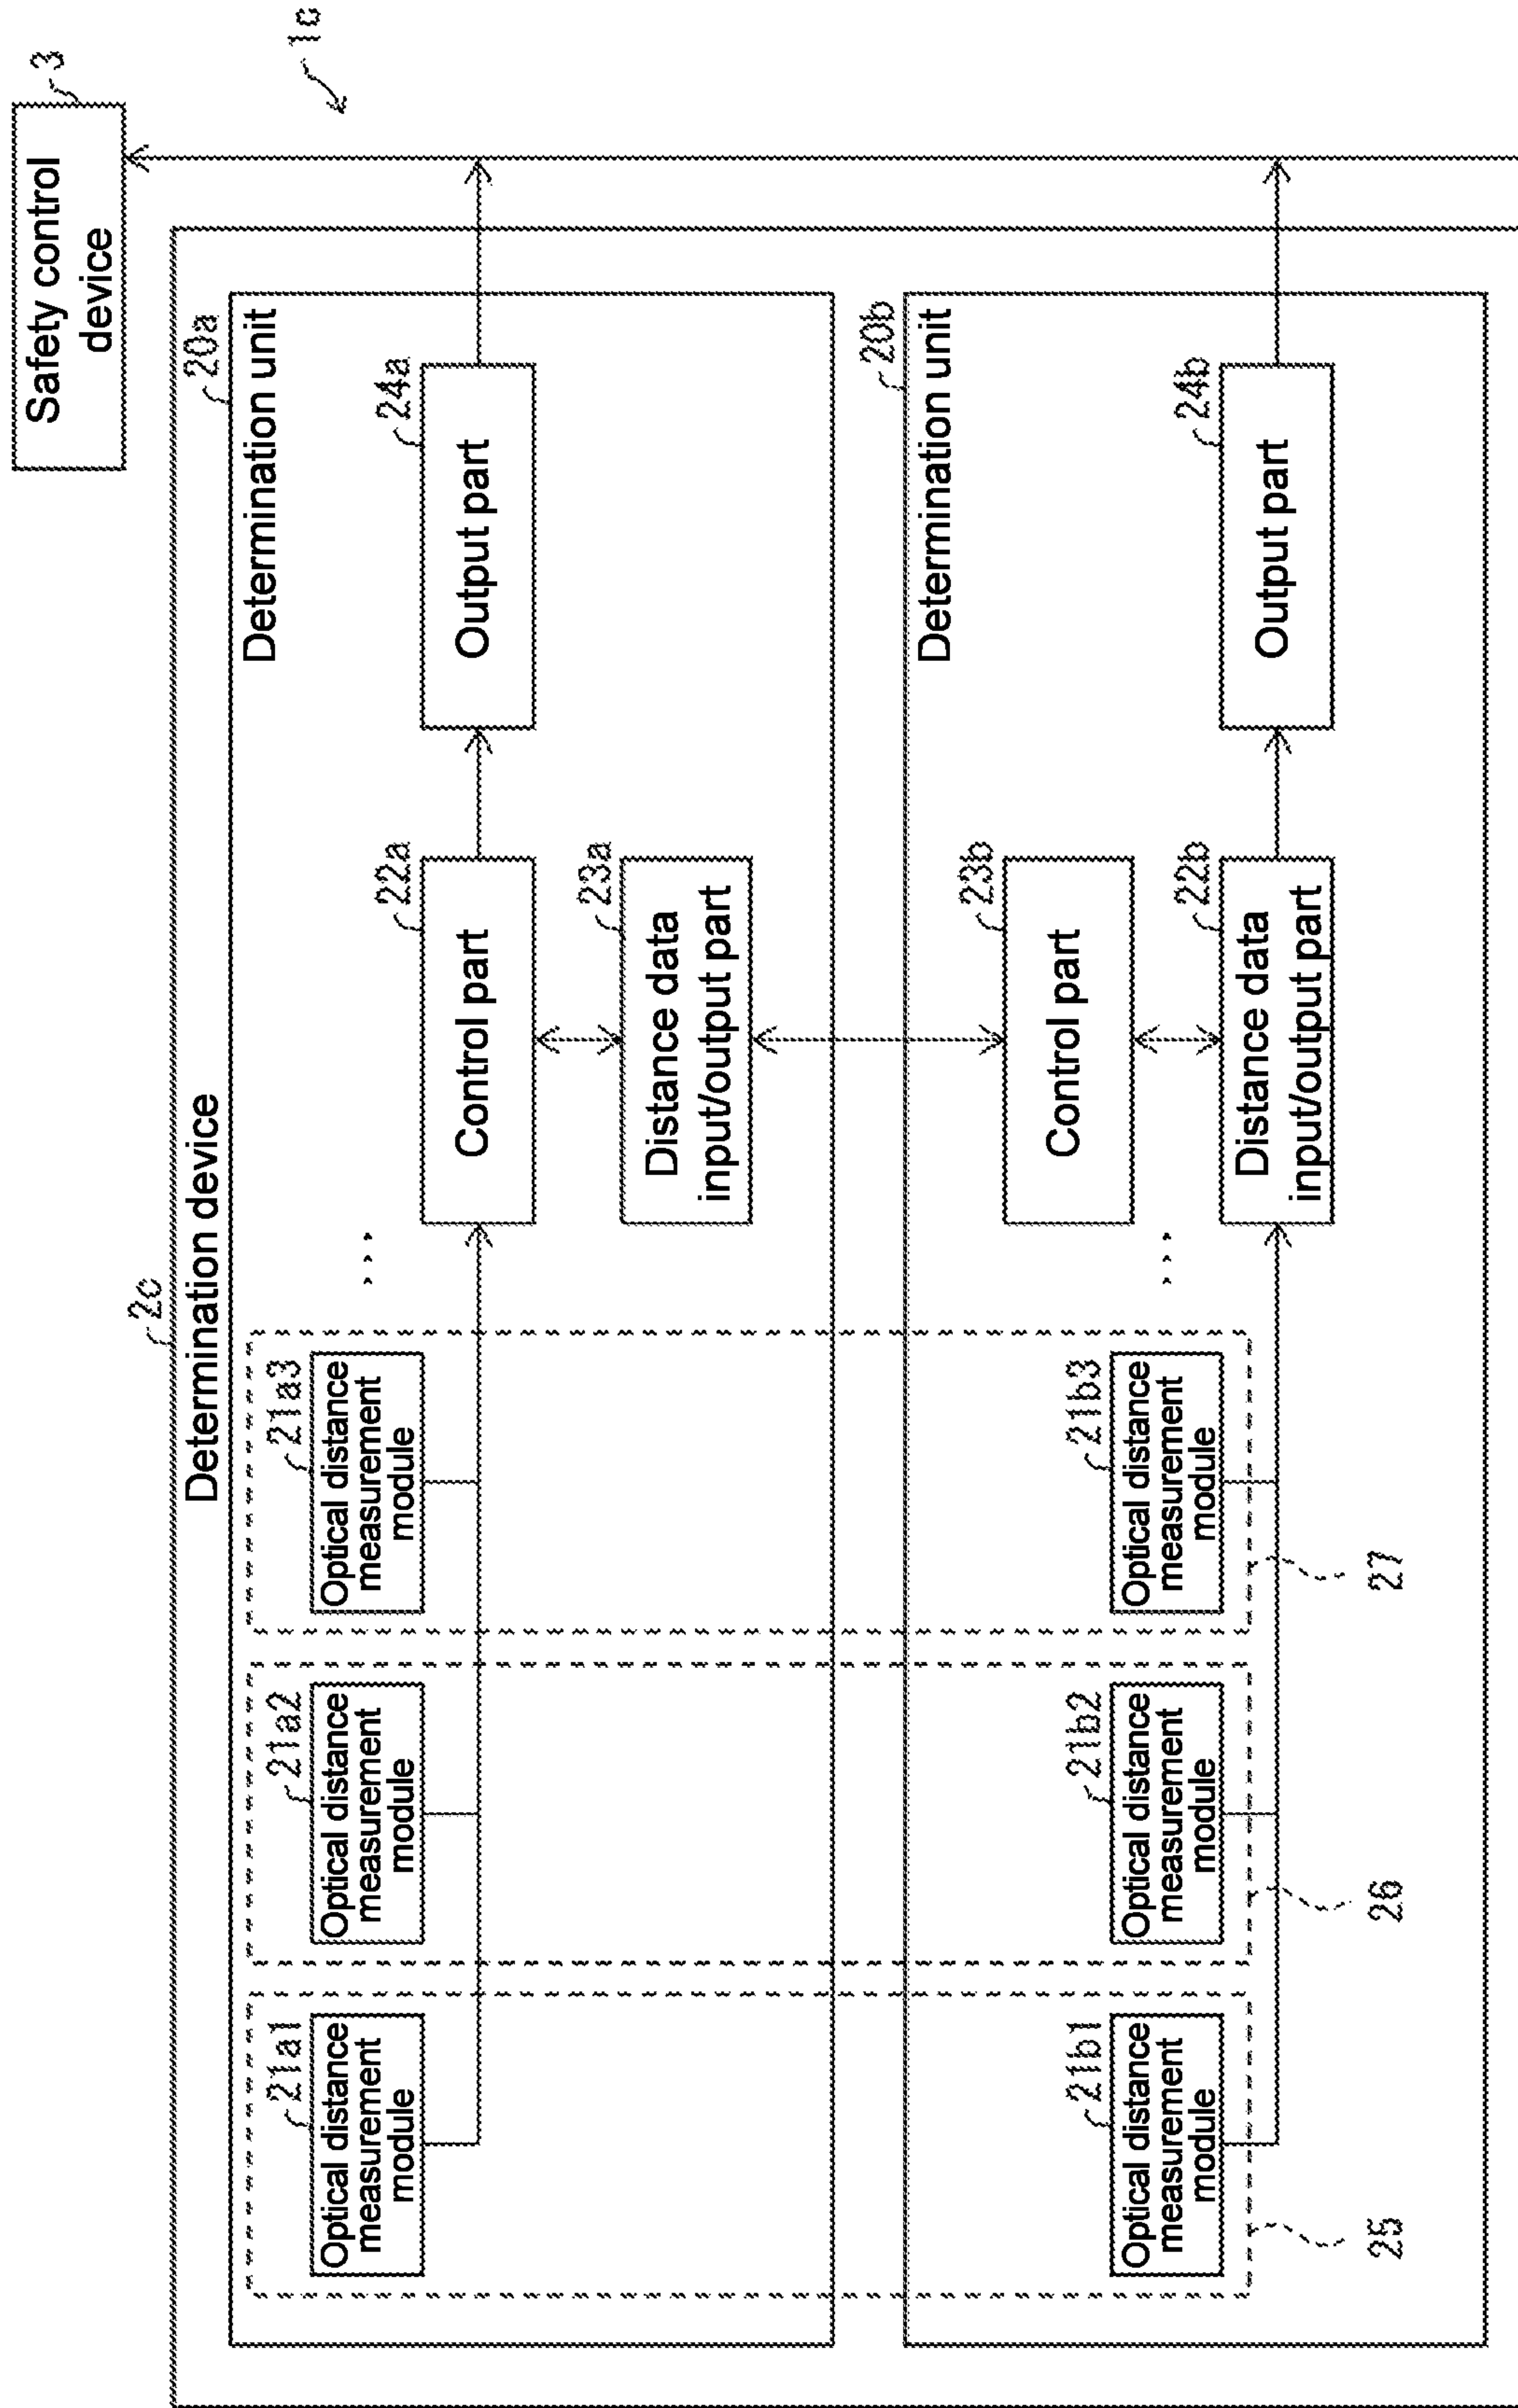 Safety control
device
3
1c
2c
Determination device
20a
Determination unit
21a1
Optical distance
measurement
module
21a2
Optical distance
measurement
module
21a3
Optical distance
measurement
module
...
22a
Control part
24a
Output part
23a
Distance data
input/output part
20b
Determination unit
23b
Control part
21b1
Optical distance
measurement
module
21b2
Optical distance
measurement
module
21b3
Optical distance
measurement
module
...
22b
Distance data
input/output part
24b
Output part
25
26
27